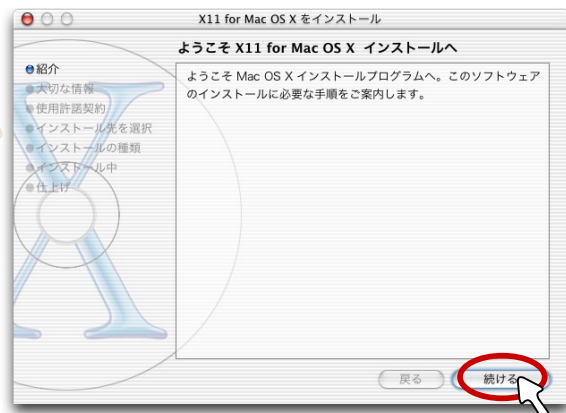 X11 for Mac OS X をインストール
ようこそ X11 for Mac OS X インストールへ
紹介
大切な情報
使用許諾契約
インストール先を選択
インストールの種類
インストール中
仕上げ
ようこそ Mac OS X インストールプログラムへ。このソフトウェア
のインストールに必要な手順をご案内します。
戻る
続ける